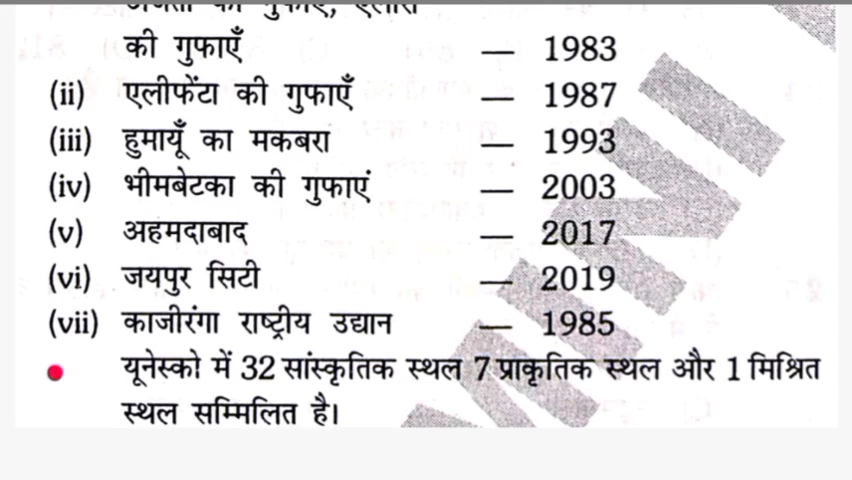 की गुफाएँ — 1983
(ii) एलीफेंटा की गुफाएँ — 1987
(iii) हुमायूँ का मकबरा — 1993
(iv) भीमबेटका की गुफाएं — 2003
(v) अहमदाबाद — 2017
(vi) जयपुर सिटी — 2019
(vii) काजीरंगा राष्ट्रीय उद्यान — 1985
• यूनेस्को में 32 सांस्कृतिक स्थल 7 प्राकृतिक स्थल और 1 मिश्रित
स्थल सम्मिलित है।